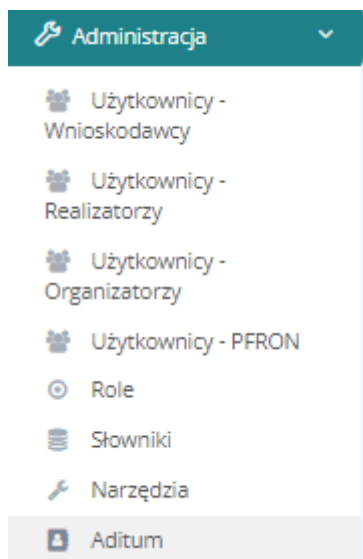 Administracja
Użytkownicy -
Wnioskodawcy
Użytkownicy -
Realizatorzy
Użytkownicy -
Organizatorzy
Użytkownicy - PFRON
Role
Słowniki
Narzędzia
Aditum